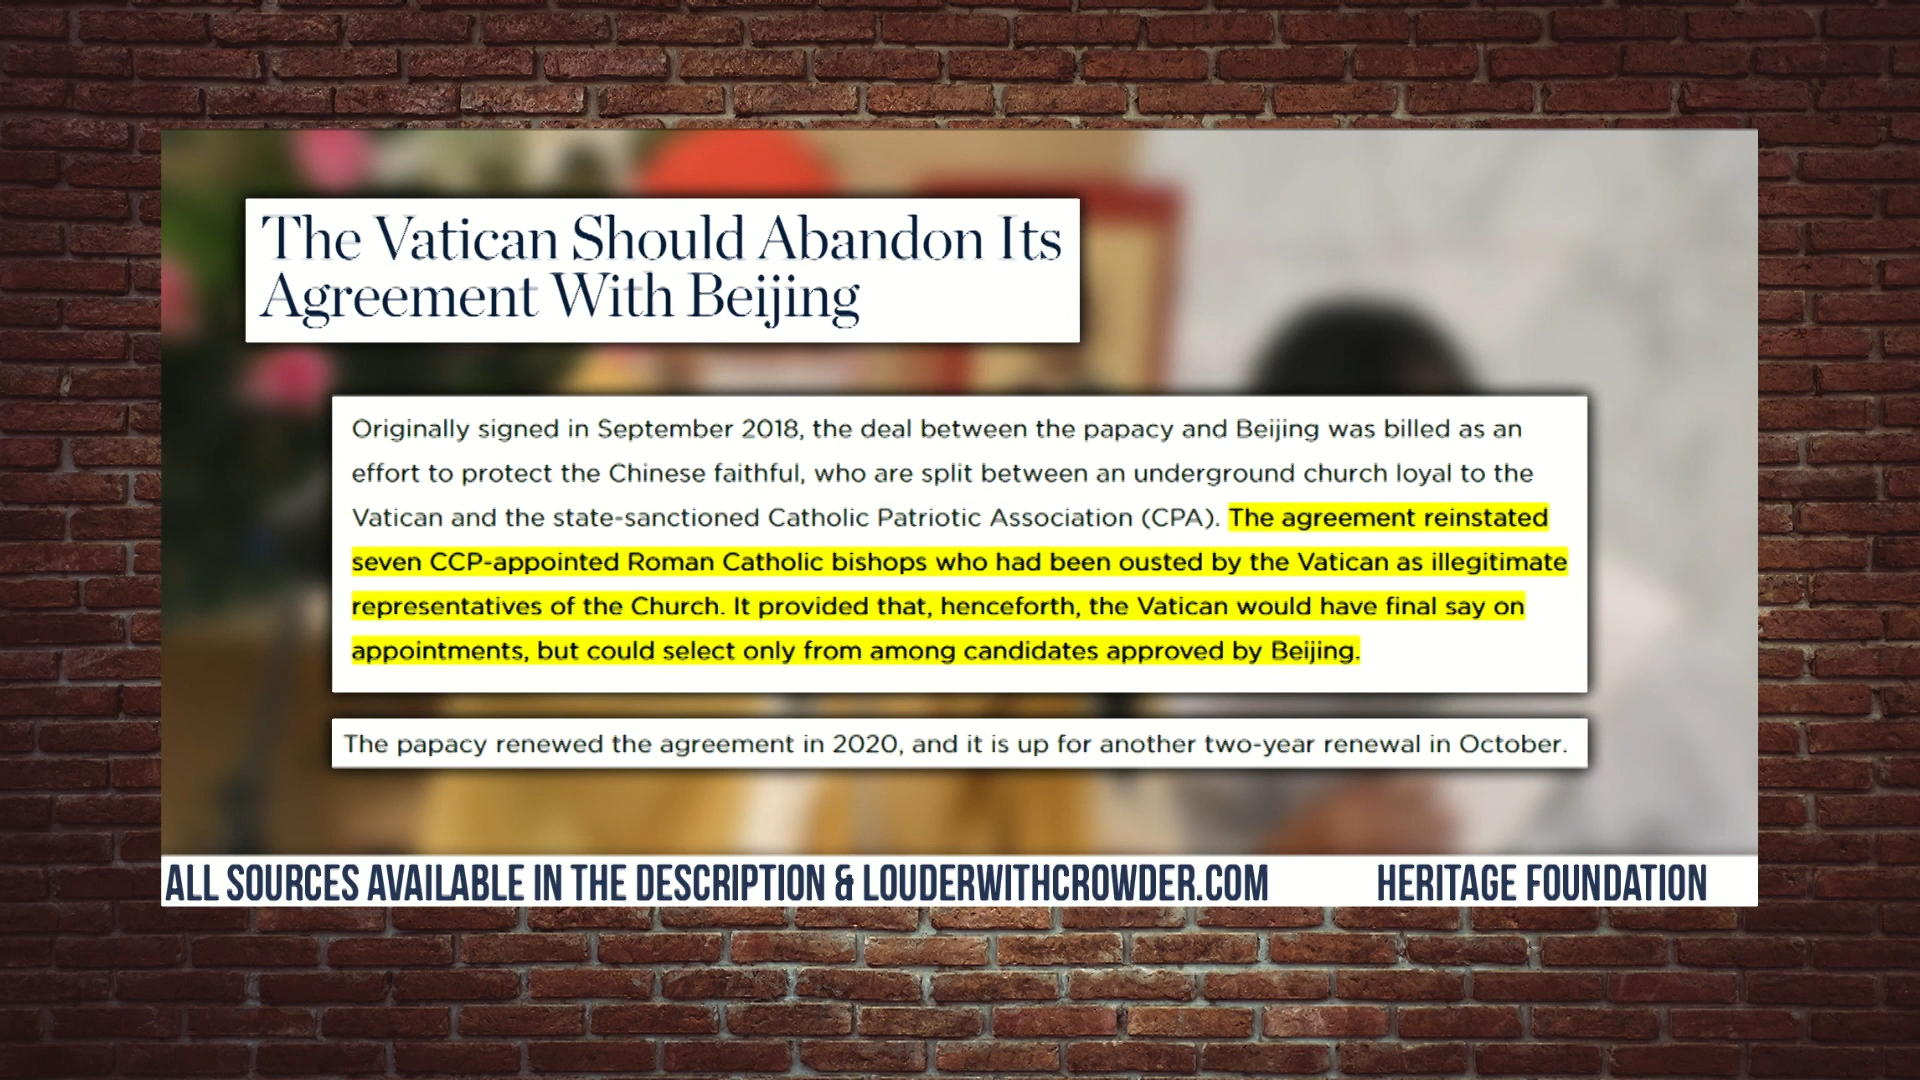 The Vatican Should Abandon Its
Agreement With Beijing
Originally signed in September 2018, the deal between the papacy and Beijing was billed as an
effort to protect the Chinese faithful, who are split between an underground church loyal to the
Vatican and the state-sanctioned Catholic Patriotic Association (CPA). The agreement reinstated
seven CCP-appointed Roman Catholic bishops who had been ousted by the Vatican as illegitimate
representatives of the Church. It provided that, henceforth, the Vatican would have final say on
appointments, but could select only from among candidates approved by Beijing.
The papacy renewed the agreement in 2020, and it is up for another two-year renewal in October.
ALL SOURCES AVAILABLE IN THE DESCRIPTION & LOUDERWITHCROWDER.COM HERITAGE FOUNDATION